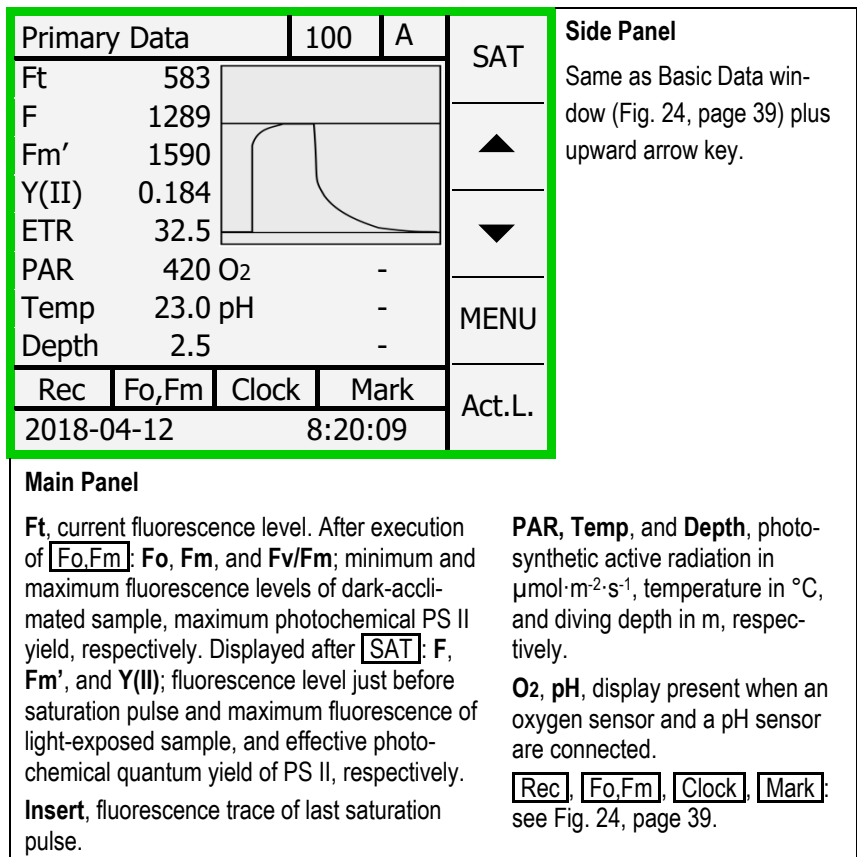 Primary Data 100 A
Ft 583
F 1289
Fm′ 1590
Y(II) 0.184
ETR 32.5
PAR 420 O2 -
Temp 23.0 pH -
Depth 2.5 -
Rec Fo,Fm Clock Mark
2018-04-12 8:20:09
SAT
▲
▼
MENU
Act.L.
Side Panel
Same as Basic Data win-
dow (Fig. 24, page 39) plus
upward arrow key.
Main Panel
Ft, current fluorescence level. After execution
of Fo,Fm: Fo, Fm, and Fv/Fm; minimum and
maximum fluorescence levels of dark-accli-
mated sample, maximum photochemical PS II
yield, respectively. Displayed after SAT: F,
Fm’, and Y(II); fluorescence level just before
saturation pulse and maximum fluorescence of
light-exposed sample, and effective photo-
chemical quantum yield of PS II, respectively.
Insert, fluorescence trace of last saturation
pulse.
PAR, Temp, and Depth, photo-
synthetic active radiation in
µmol·m-2·s-1, temperature in °C,
and diving depth in m, respec-
tively.
O2, pH, display present when an
oxygen sensor and a pH sensor
are connected.
Rec, Fo,Fm, Clock, Mark:
see Fig. 24, page 39.